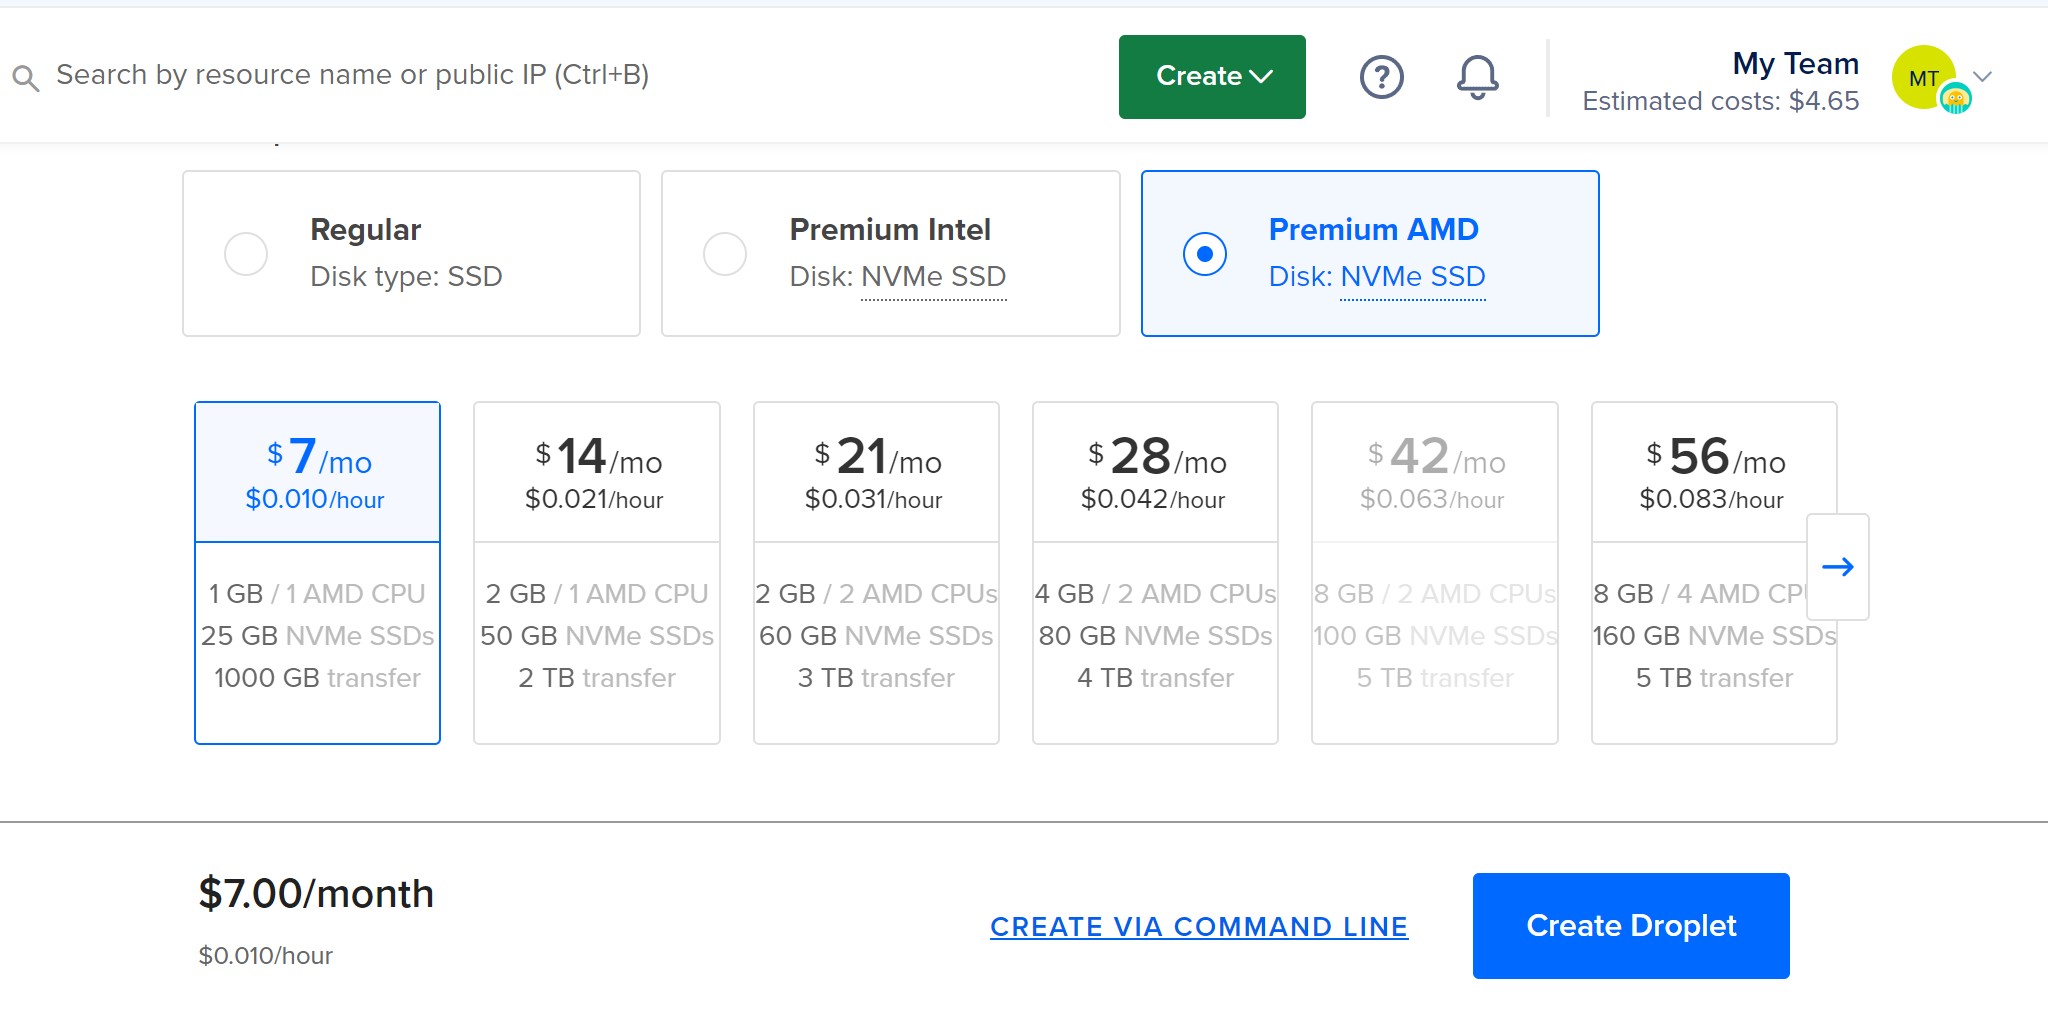 Search by resource name or public IP (Ctrl+B)
Create
?
My Team
Estimated costs: $4.65
MT
Regular
Disk type: SSD
Premium Intel
Disk: NVMe SSD
Premium AMD
Disk: NVMe SSD
$7/mo
$0.010/hour
1 GB / 1 AMD CPU
25 GB NVMe SSDs
1000 GB transfer
$14/mo
$0.021/hour
2 GB / 1 AMD CPU
50 GB NVMe SSDs
2 TB transfer
$21/mo
$0.031/hour
2 GB / 2 AMD CPUs
60 GB NVMe SSDs
3 TB transfer
$28/mo
$0.042/hour
4 GB / 2 AMD CPUs
80 GB NVMe SSDs
4 TB transfer
$42/mo
$0.063/hour
8 GB / 2 AMD CPUs
100 GB NVMe SSDs
5 TB transfer
$56/mo
$0.083/hour
8 GB / 4 AMD CP
160 GB NVMe SSDs
5 TB transfer
$7.00/month
$0.010/hour
CREATE VIA COMMAND LINE
Create Droplet